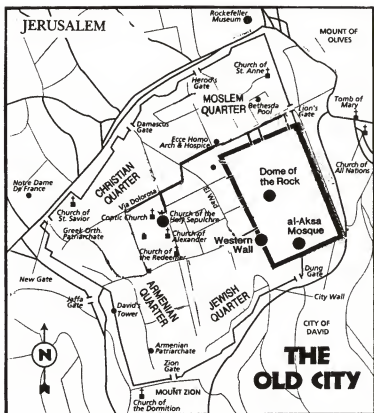 JERUSALEM
Rockefeller
Museum
MOUNT OF
OLIVES
Church of
St. Anne
Herod's
Gate
MOSLEM
QUARTER
Bethesda
Pool
Lion's
Gate
Tomb of
Mary
Damascus
Gate
Ecce Homo
Arch & Hospice
Church of
All Nations
Notre Dame
De France
CHRISTIAN
QUARTER
Via Dolorosa
El Wad
Dome of
the Rock
Church of
St. Savior
Coptic Church
Church of the
Holy Sepulchre
Greek Orth.
Patriarchate
Church of
Alexander
al-Aksa
Mosque
Church of
the Redeemer
Western
Wall
New Gate
Dung
Gate
Jaffa
Gate
David's
Tower
ARMENIAN
QUARTER
JEWISH
QUARTER
City Wall
CITY OF
DAVID
N
Armenian
Patriarchate
Zion
Gate
THE
OLD CITY
MOUNT ZION
Church of
the Dormition